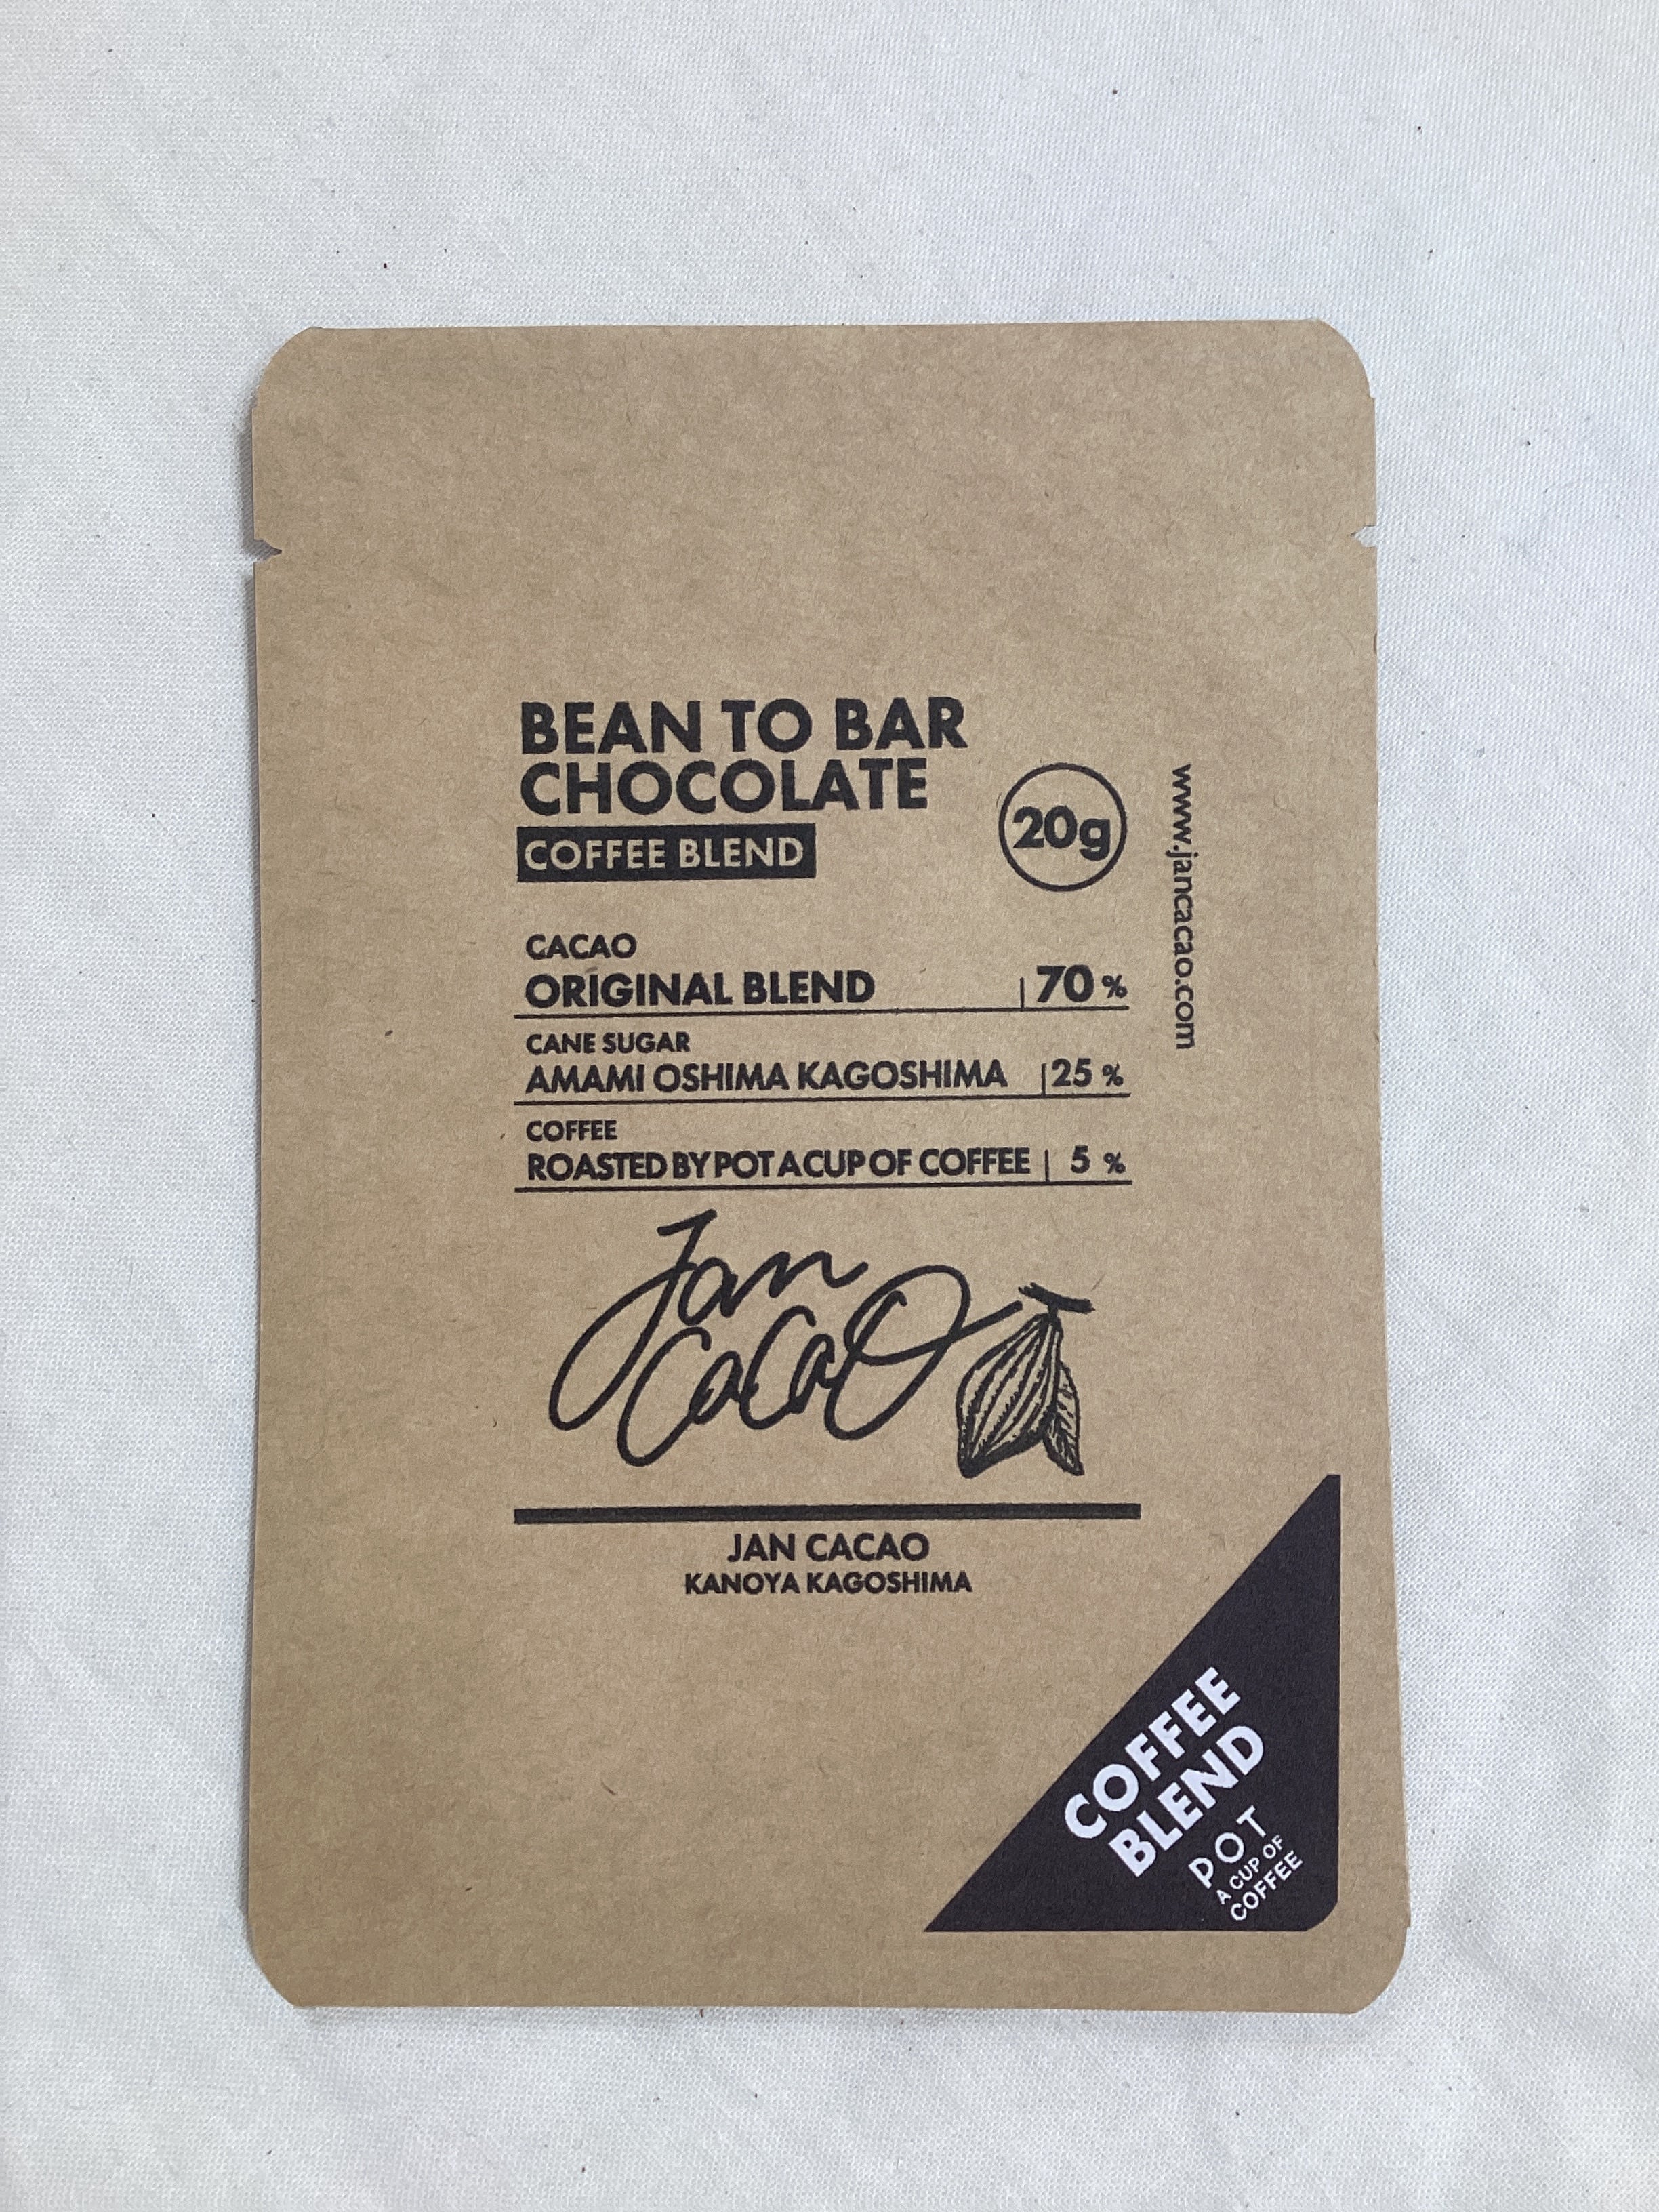 BEAN TO BAR
CHOCOLATE
COFFEE BLEND
20g
www.jancacao.com
CACAO
ORIGINAL BLEND | 70 %
CANE SUGAR
AMAMI OSHIMA KAGOSHIMA | 25 %
COFFEE
ROASTED BY POT A CUP OF COFFEE | 5 %
Jan
CaCaO
JAN CACAO
KANOYA KAGOSHIMA
COFFEE
BLEND
POT
A CUP OF
COFFEE